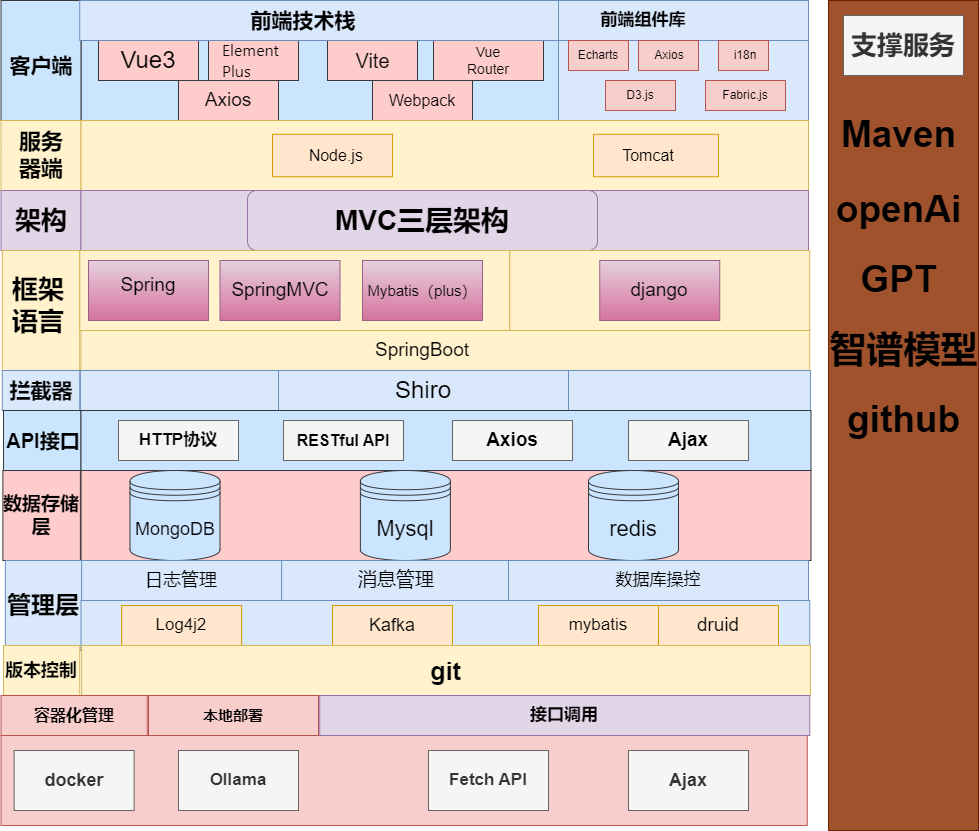 前端技术栈
前端组件库
支撑服务
客户端
Vue3
Element
Plus
Vite
Vue
Router
Echarts
Axios
i18n
Axios
Webpack
D3.js
Fabric.js
服务
器端
Node.js
Tomcat
Maven
架构
MVC三层架构
openAi
框架
语言
Spring
SpringMVC
Mybatis（plus）
django
GPT
SpringBoot
智谱模型
拦截器
Shiro
API接口
HTTP协议
RESTful API
Axios
Ajax
github
数据存储
层
MongoDB
Mysql
redis
管理层
日志管理
消息管理
数据库操控
Log4j2
Kafka
mybatis
druid
版本控制
git
容器化管理
本地部署
接口调用
docker
Ollama
Fetch API
Ajax